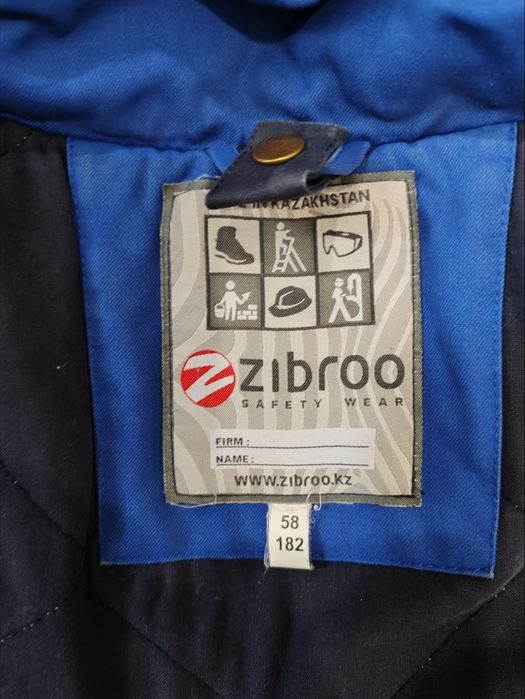 IN KAZAKHSTAN
zibroo
SAFETY WEAR
FIRM :
NAME :
www.zibroo.kz
58
182